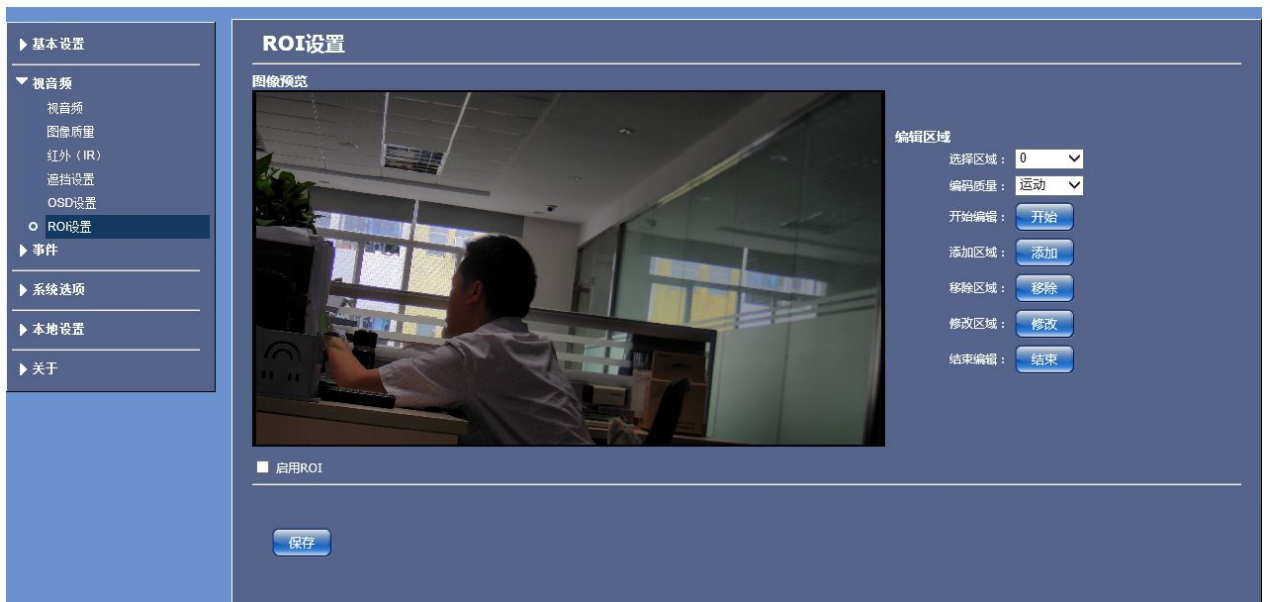 基本设置
视音频
视音频
图像质量
红外（IR）
遮挡设置
OSD设置
ROI设置
事件
系统选项
本地设置
关于
ROI设置
图像预览
编辑区域
选择区域： 0
编码质量： 运动
开始编辑： 开始
添加区域： 添加
移除区域： 移除
修改区域： 修改
结束编辑： 结束
启用ROI
保存